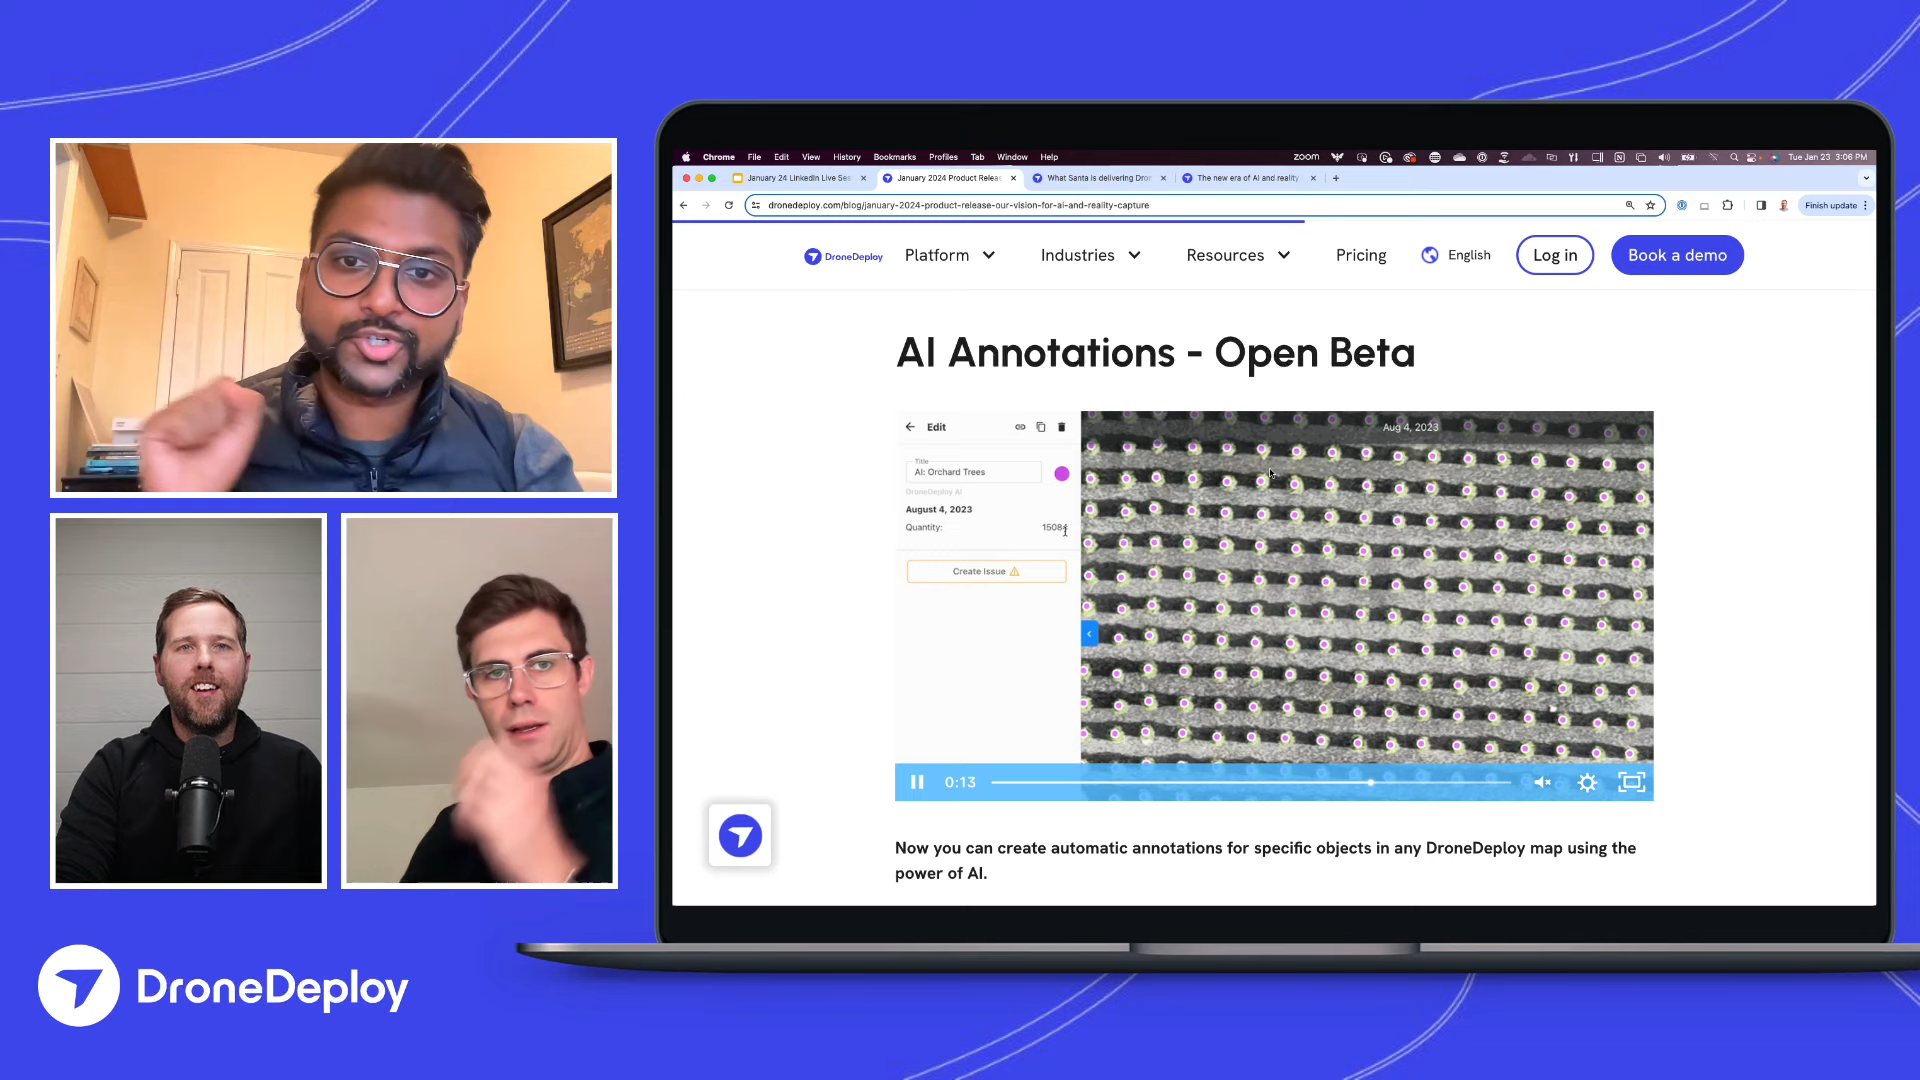 Chrome File Edit View History Bookmarks Profiles Tab Window Help zoom Tue Jan 23 3:06 PM
January 24 LinkedIn Live Ses January 2024 Product Releas What Santa is delivering Dron The new era of AI and reality
dronedeploy.com/blog/january-2024-product-release-our-vision-for-ai-and-reality-capture Finish update
DroneDeploy Platform Industries Resources Pricing English Log in Book a demo
AI Annotations - Open Beta
Edit
Aug 4, 2023
Title
AI: Orchard Trees
DroneDeploy AI
August 4, 2023
Quantity:
Create Issue
0:13
Now you can create automatic annotations for specific objects in any DroneDeploy map using the
power of AI.
DroneDeploy